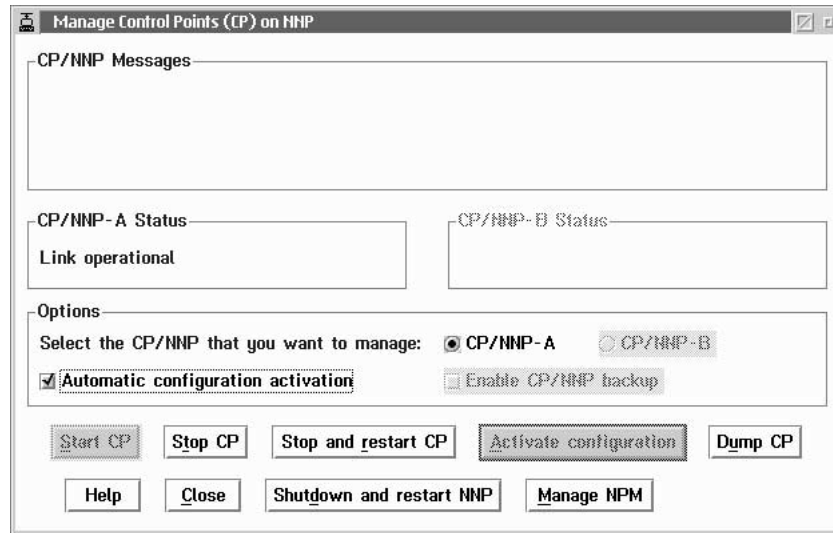 Manage Control Points (CP) on NNP
CP/NNP Messages
CP/NNP-A Status
CP/NNP-B Status
Link operational
Options
Select the CP/NNP that you want to manage: CP/NNP-A CP/NNP-B
Automatic configuration activation Enable CP/NNP backup
Start CP Stop CP Stop and restart CP Activate configuration Dump CP
Help Close Shutdown and restart NNP Manage NPM